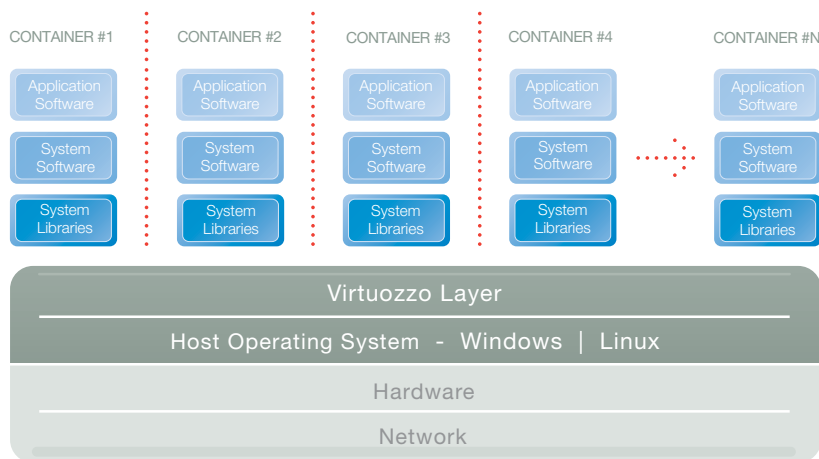 CONTAINER #1
CONTAINER #2
CONTAINER #3
CONTAINER #4
CONTAINER #N
Application
Software
Application
Software
Application
Software
Application
Software
Application
Software
System
Software
System
Software
System
Software
System
Software
System
Software
System
Libraries
System
Libraries
System
Libraries
System
Libraries
System
Libraries
Virtuozzo Layer
Host Operating System - Windows | Linux
Hardware
Network